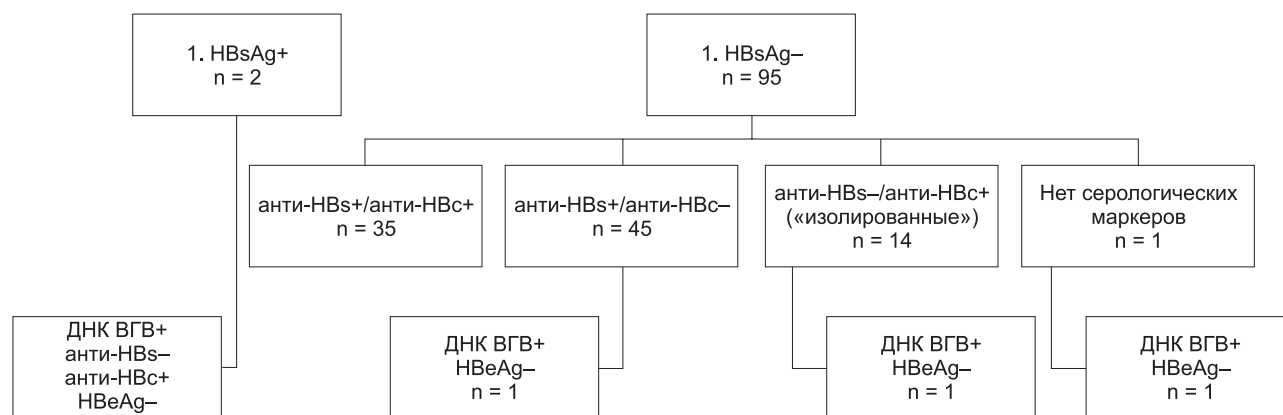 1. HBsAg+
n = 2
1. HBsAg–
n = 95
анти-HBs+/анти-HBc+
n = 35
анти-HBs+/анти-HBc–
n = 45
анти-HBs–/анти-HBc+
(«изолированные»)
n = 14
Нет серологических
маркеров
n = 1
ДНК ВГВ+
анти-HBs–
анти-HBc+
HBeAg–
ДНК ВГВ+
HBeAg–
n = 1
ДНК ВГВ+
HBeAg–
n = 1
ДНК ВГВ+
HBeAg–
n = 1